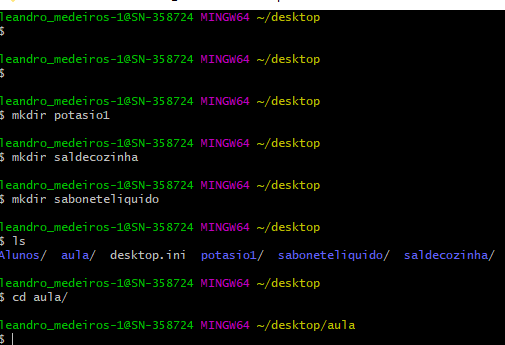 leandro_medeiros-1@SN-358724 MINGW64 ~/desktop
$
leandro_medeiros-1@SN-358724 MINGW64 ~/desktop
$
leandro_medeiros-1@SN-358724 MINGW64 ~/desktop
$ mkdir potasio1
leandro_medeiros-1@SN-358724 MINGW64 ~/desktop
$ mkdir saldecozinha
leandro_medeiros-1@SN-358724 MINGW64 ~/desktop
$ mkdir saboneteliquido
leandro_medeiros-1@SN-358724 MINGW64 ~/desktop
$ ls
Alunos/ aula/ desktop.ini potasio1/ saboneteliquido/ saldecozinha/
leandro_medeiros-1@SN-358724 MINGW64 ~/desktop
$ cd aula/
leandro_medeiros-1@SN-358724 MINGW64 ~/desktop/aula
$